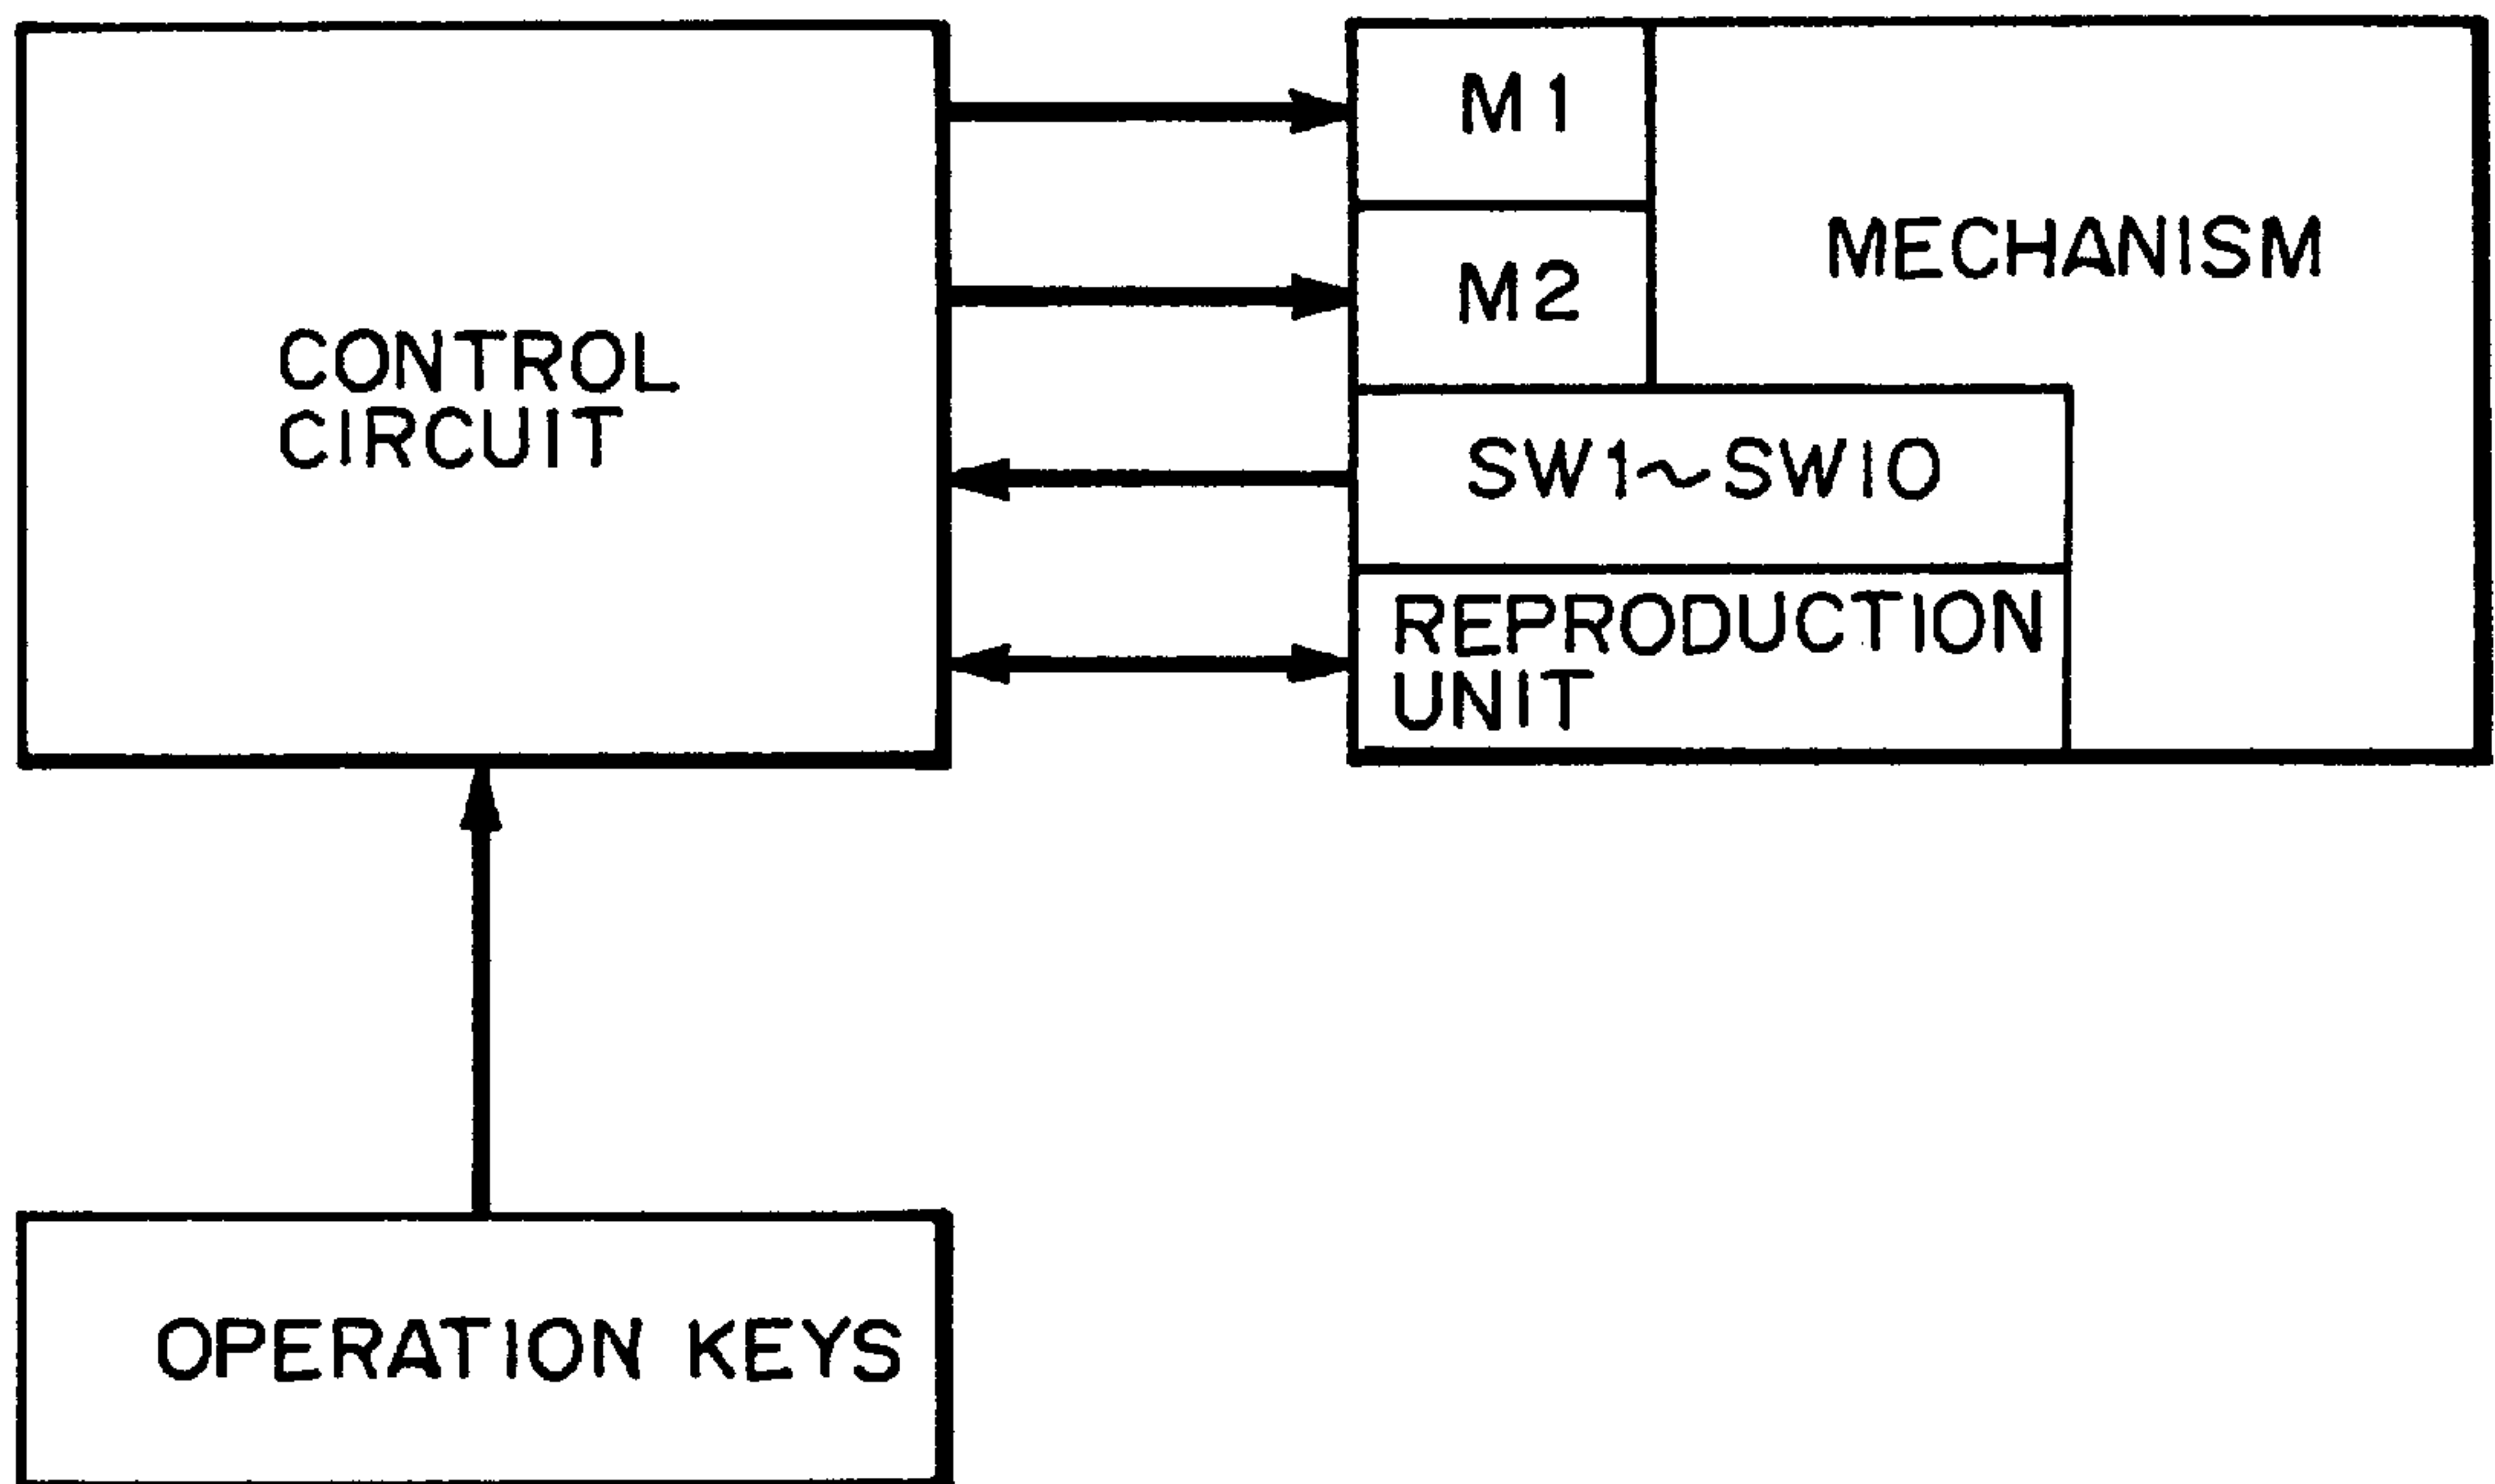 M1
MECHANISM
M2
CONTROL
CIRCUIT
SW1~SW10
REPRODUCTION
UNIT
OPERATION KEYS